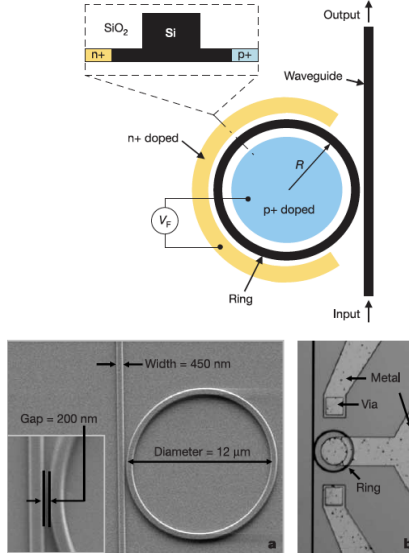 Output
SiO2
Si
n+
p+
Waveguide
n+ doped
R
p+ doped
VF
Ring
Input
Width = 450 nm
Gap = 200 nm
Diameter = 12 μm
a
Metal
Via
Ring
b